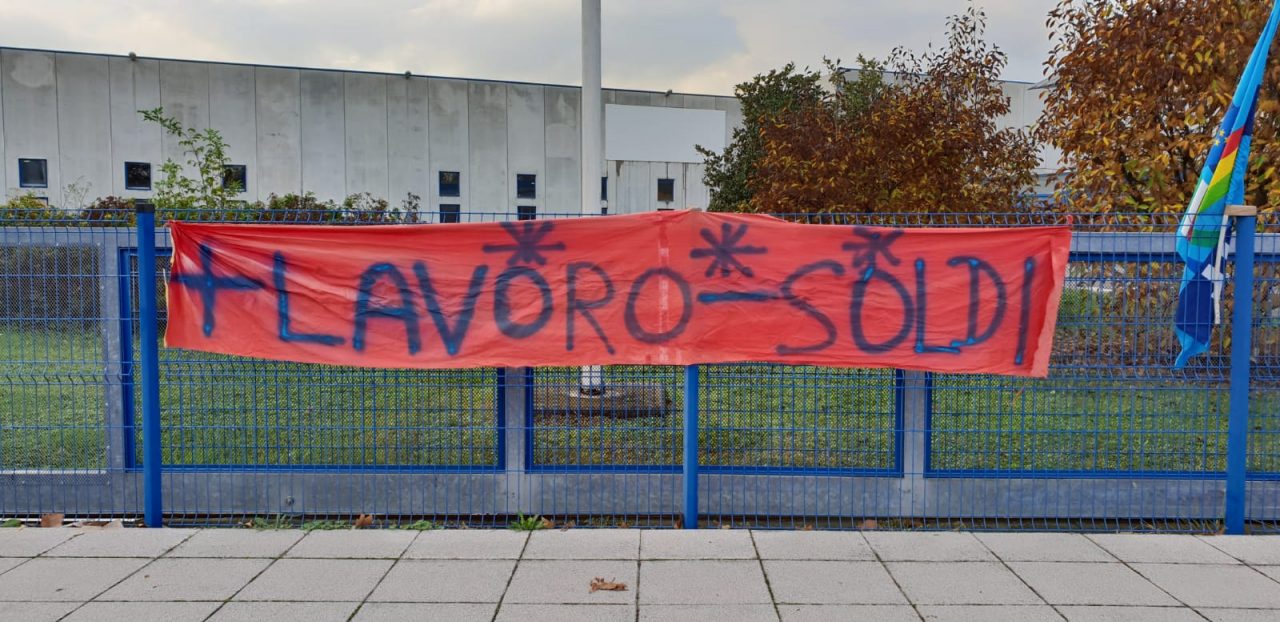 + LAVORO * - SOLDI